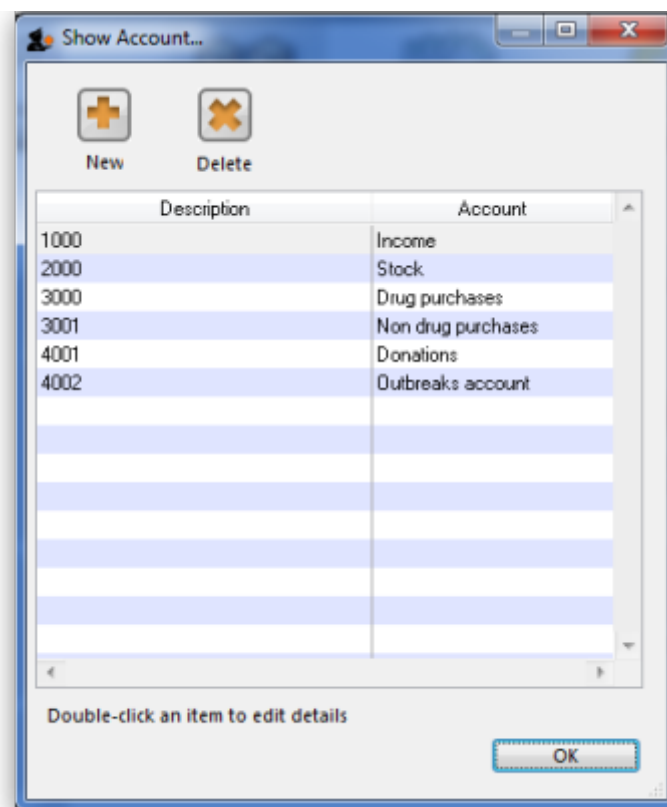 Show Account...
New Delete
Description Account
1000 Income
2000 Stock
3000 Drug purchases
3001 Non drug purchases
4001 Donations
4002 Outbreaks account
Double-click an item to edit details
OK